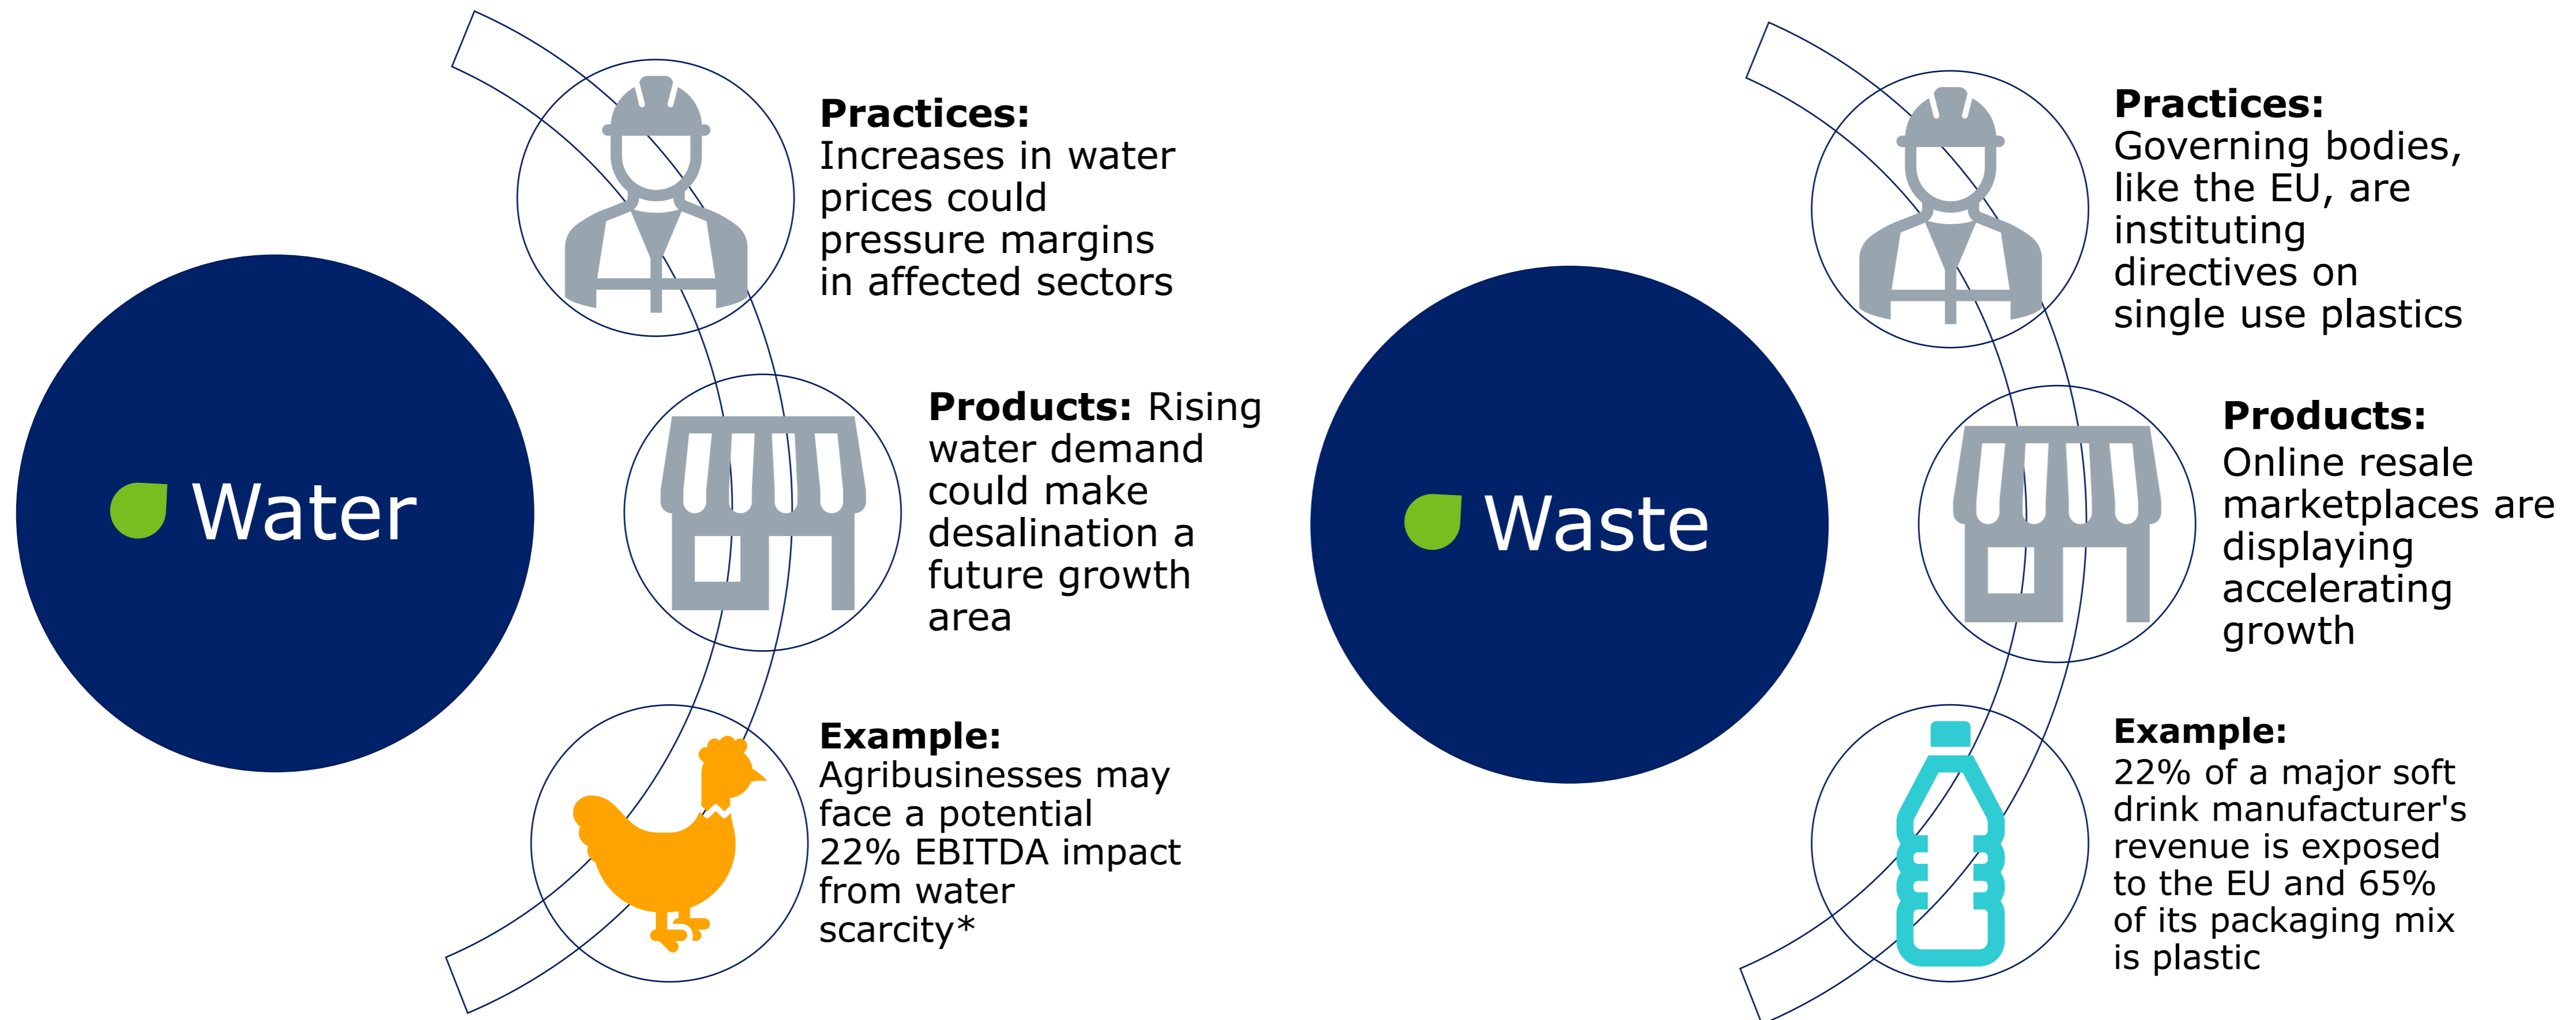 Water
Practices:
Increases in water
prices could
pressure margins
in affected sectors
Products: Rising
water demand
could make
desalination a
future growth
area
Example:
Agribusinesses may
face a potential
22% EBITDA impact
from water
scarcity*
Waste
Practices:
Governing bodies,
like the EU, are
instituting
directives on
single use plastics
Products:
Online resale
marketplaces are
displaying
accelerating
growth
Example:
22% of a major soft
drink manufacturer's
revenue is exposed
to the EU and 65%
of its packaging mix
is plastic